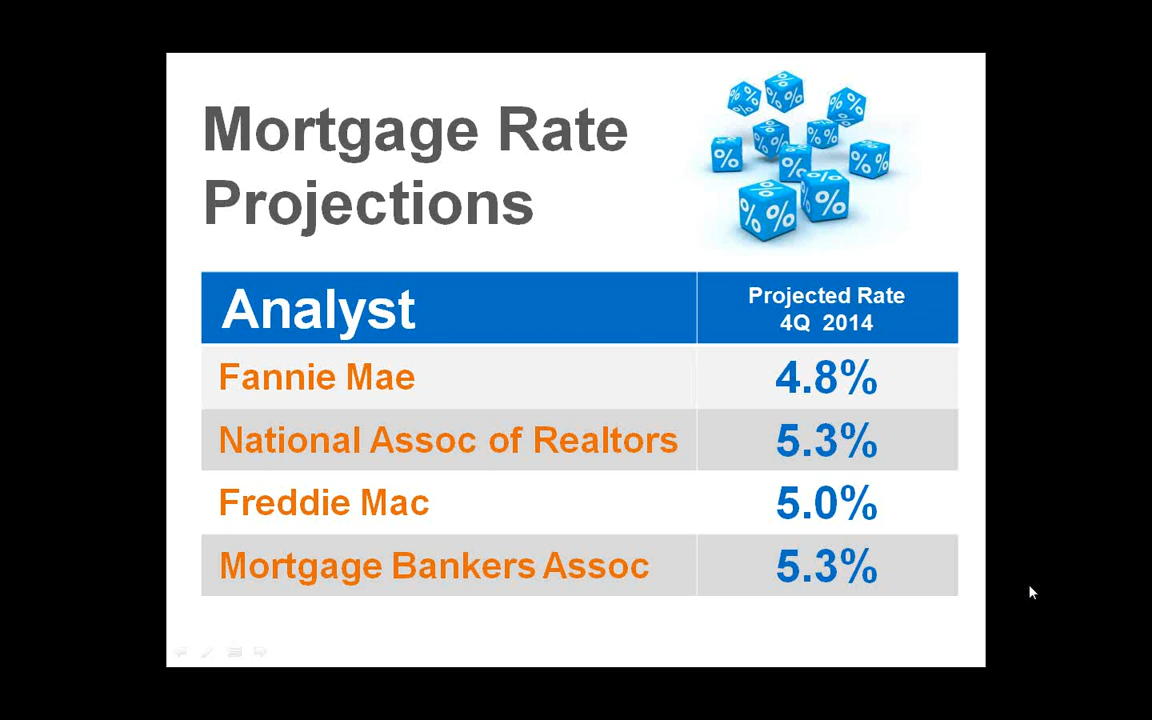 Mortgage Rate
Projections
Analyst
Projected Rate
4Q 2014
Fannie Mae
4.8%
National Assoc of Realtors
5.3%
Freddie Mac
5.0%
Mortgage Bankers Assoc
5.3%